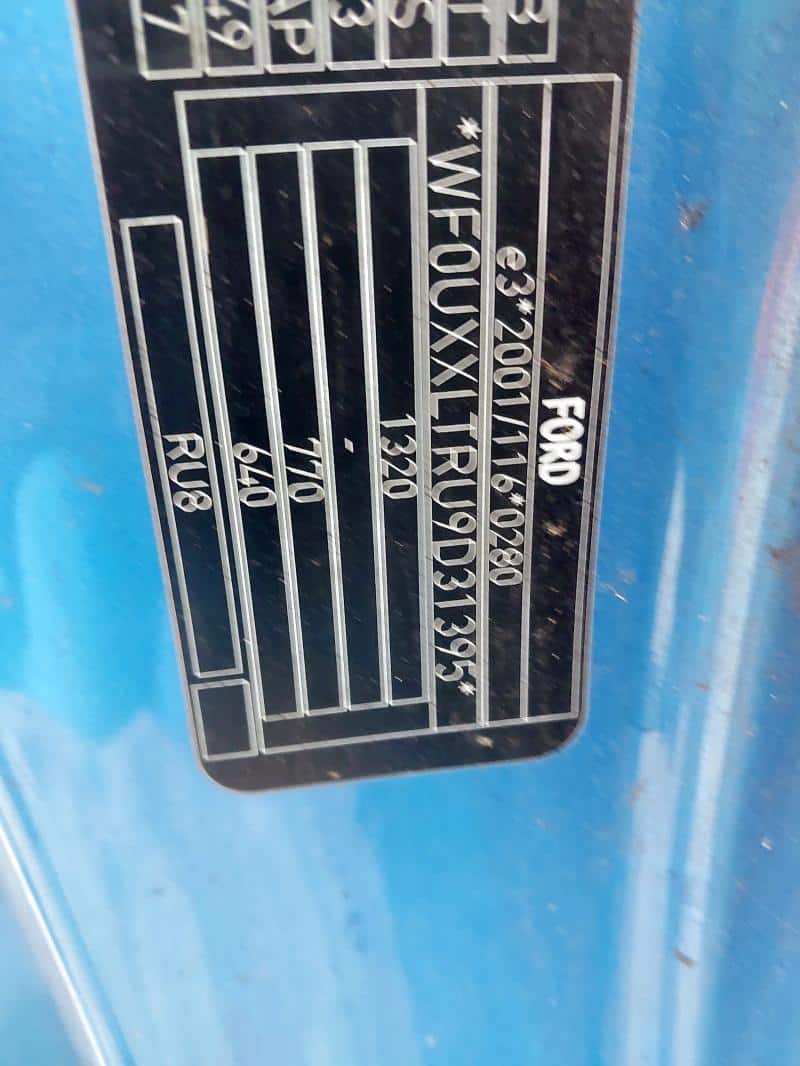 FORD
e3*2001/116*0280
*WF0UXXLTRU9D31395*
1320
-
770
640
RU8